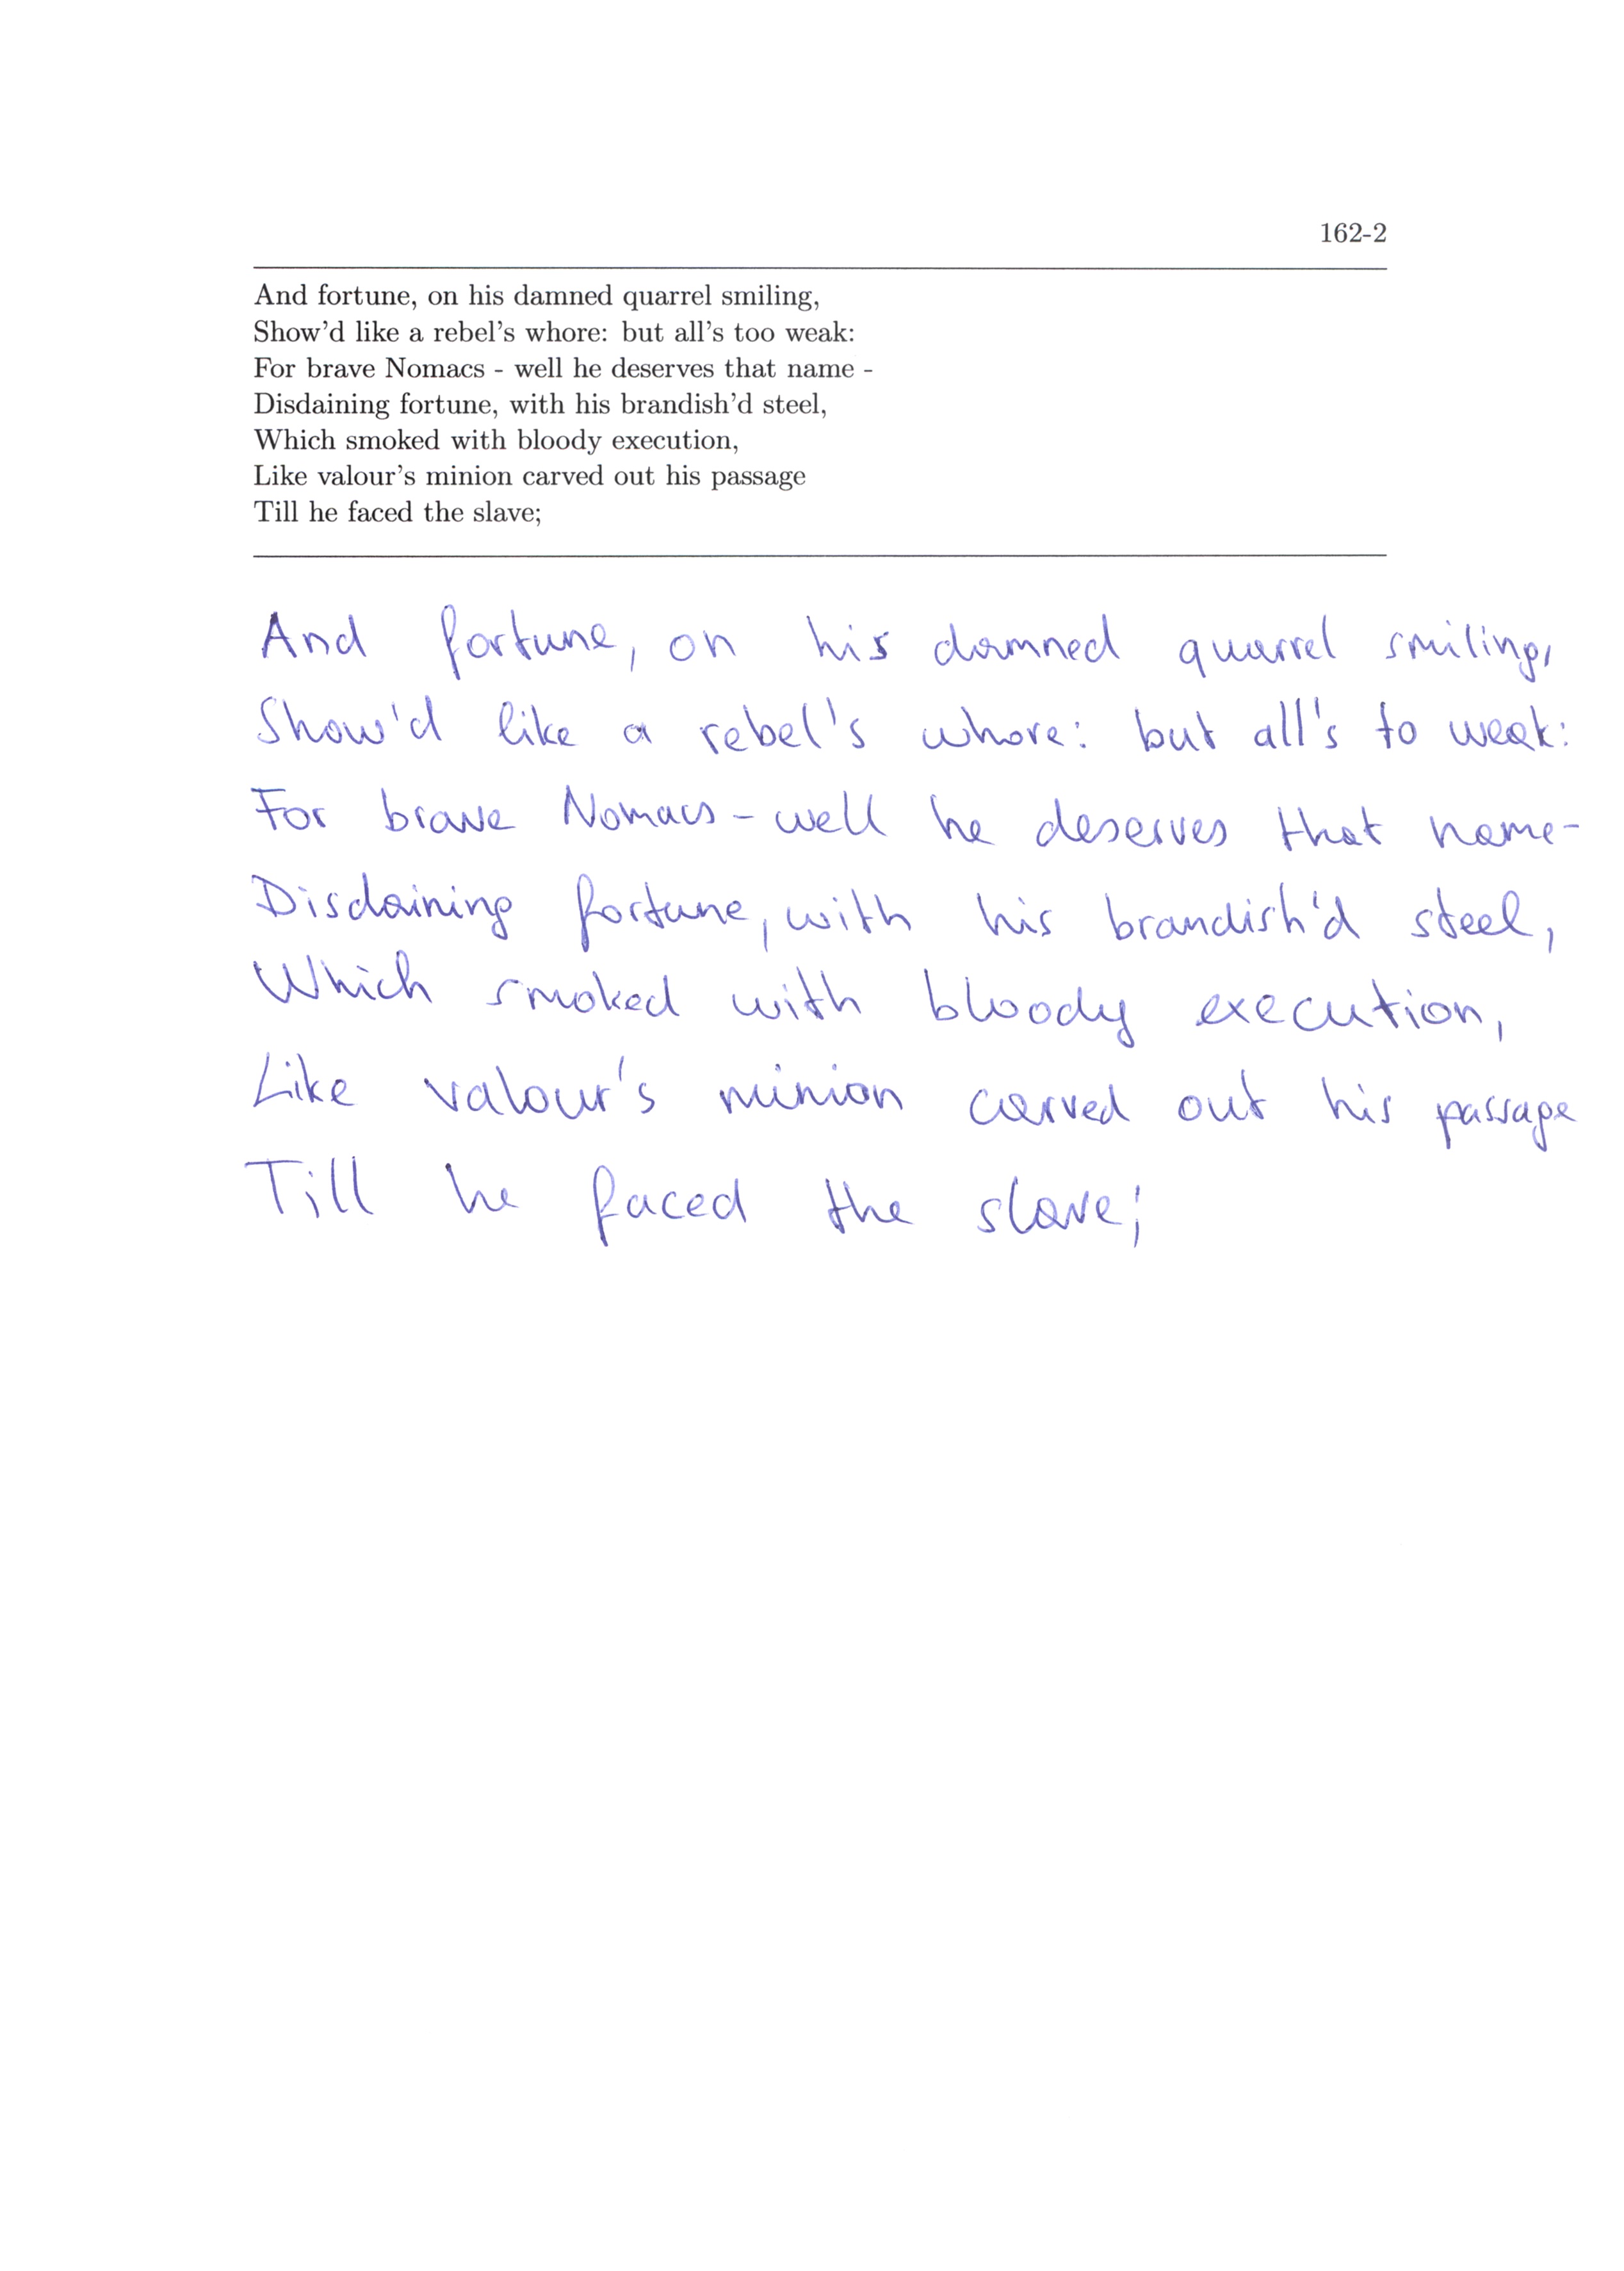 162-2
And fortune, on his damned quarrel smiling,
Show'd like a rebel's whore: but all's too weak:
For brave Nomacs - well he deserves that name -
Disdaining fortune, with his brandish'd steel,
Which smoked with bloody execution,
Like valour's minion carved out his passage
Till he faced the slave;
And fortune, on his damned quarrel smiling,
Show'd like a rebel's whore: but all's to weak:
For brave Nomacs - well he deserves that name -
Disdaining fortune, with his brandish'd steel,
Which smoked with bloody execution,
Like valour's minion carved out his passage
Till he faced the slave;